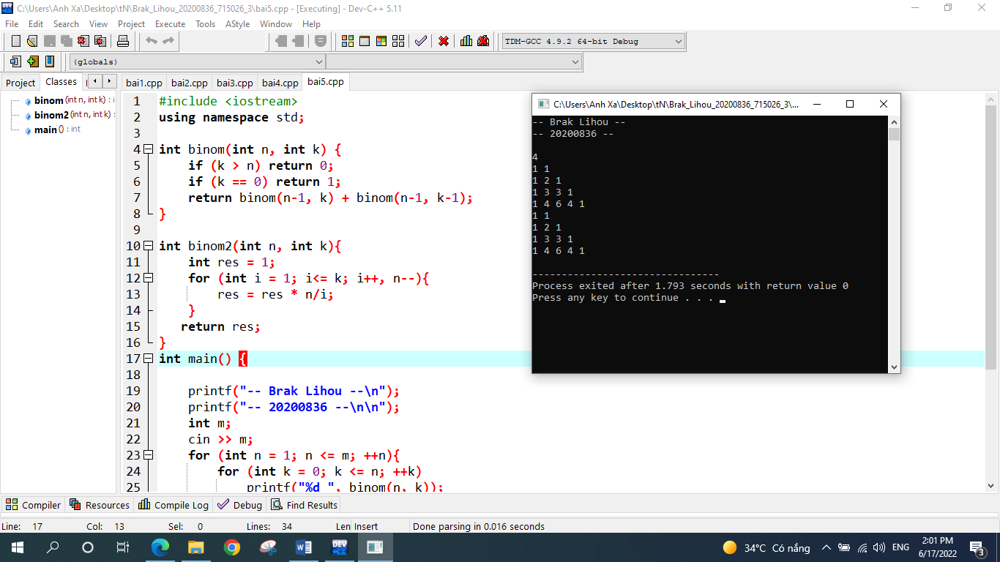 C:\Users\Anh Xa\Desktop\tN\Brak_Lihou_20200836_715026_3\bai5.cpp - [Executing] - Dev-C++ 5.11
File Edit Search View Project Execute Tools AStyle Window Help
TDM-GCC 4.9.2 64-bit Debug
(globals)
Project Classes
bai1.cpp bai2.cpp bai3.cpp bai4.cpp bai5.cpp
binom (int n, int k) : i
binom2 (int n, int k) :
main () : int
1 #include <iostream>
2 using namespace std;
3
4 int binom(int n, int k) {
5 if (k > n) return 0;
6 if (k == 0) return 1;
7 return binom(n-1, k) + binom(n-1, k-1);
8 }
9
10 int binom2(int n, int k){
11 int res = 1;
12 for (int i = 1; i<= k; i++, n--){
13 res = res * n/i;
14 }
15 return res;
16 }
17 int main() {
18
19 printf("-- Brak Lihou --\n");
20 printf("-- 20200836 --\n\n");
21 int m;
22 cin >> m;
23 for (int n = 1; n <= m; ++n){
24 for (int k = 0; k <= n; ++k)
25 printf("%d ", binom(n, k));
C:\Users\Anh Xa\Desktop\tN\Brak_Lihou_20200836_715026_3\...
-- Brak Lihou --
-- 20200836 --
4
1 1
1 2 1
1 3 3 1
1 4 6 4 1
1 1
1 2 1
1 3 3 1
1 4 6 4 1
--------------------------------
Process exited after 1.793 seconds with return value 0
Press any key to continue . . .
Compiler Resources Compile Log Debug Find Results
Line: 17 Col: 13 Sel: 0 Lines: 34 Len Insert Done parsing in 0.016 seconds
34°C Có nắng ENG 2:01 PM
6/17/2022 3